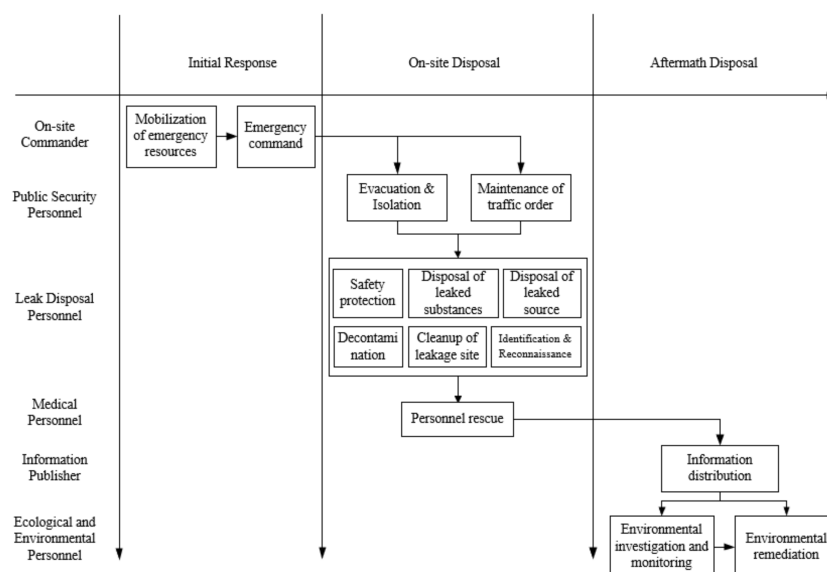 Initial Response
On-site Disposal
Aftermath Disposal
On-site
Commander
Mobilization
of emergency
resources
Emergency
command
Public Security
Personnel
Evacuation &
Isolation
Maintenance of
traffic order
Leak Disposal
Personnel
Safety
protection
Disposal of
leaked
substances
Disposal of
leaked
source
Decontami
nation
Cleanup of
leakage site
Identification &
Reconnaissance
Medical
Personnel
Personnel rescue
Information
Publisher
Information
distribution
Ecological and
Environmental
Personnel
Environmental
investigation and
monitoring
Environmental
remediation